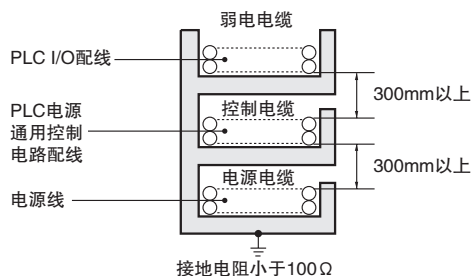 弱电电缆
PLC I/O配线
300mm以上
PLC电源
通用控制
电路配线
控制电缆
300mm以上
电源线
电源电缆
接地电阻小于100Ω